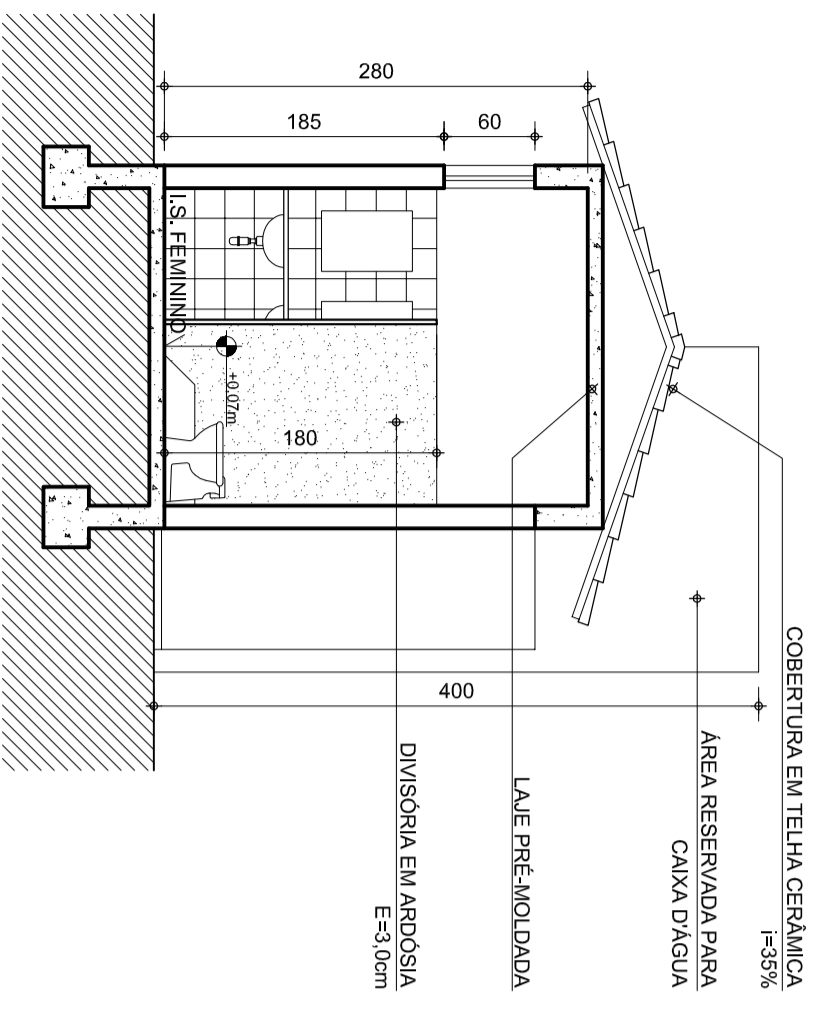 COBERTURA EM TELHA CERÂMICA
i=35%
ÁREA RESERVADA PARA
CAIXA D'ÁGUA
LAJE PRÉ-MOLDADA
DIVISÓRIA EM ARDÓSIA
E=3,0cm
280
185
60
180
400
+0,07m
I.S. FEMININO